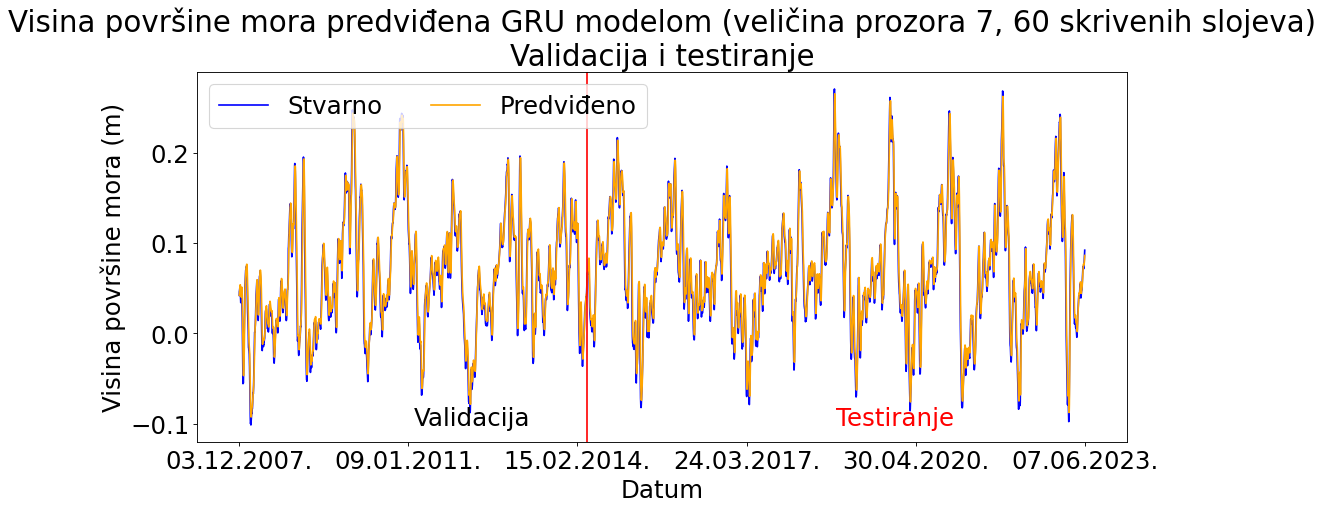 Visina površine mora predviđena GRU modelom (veličina prozora 7, 60 skrivenih slojeva)
Validacija i testiranje
Stvarno
Predviđeno
Visina površine mora (m)
0.2
0.1
0.0
−0.1
Validacija
Testiranje
03.12.2007.
09.01.2011.
15.02.2014.
24.03.2017.
30.04.2020.
07.06.2023.
Datum